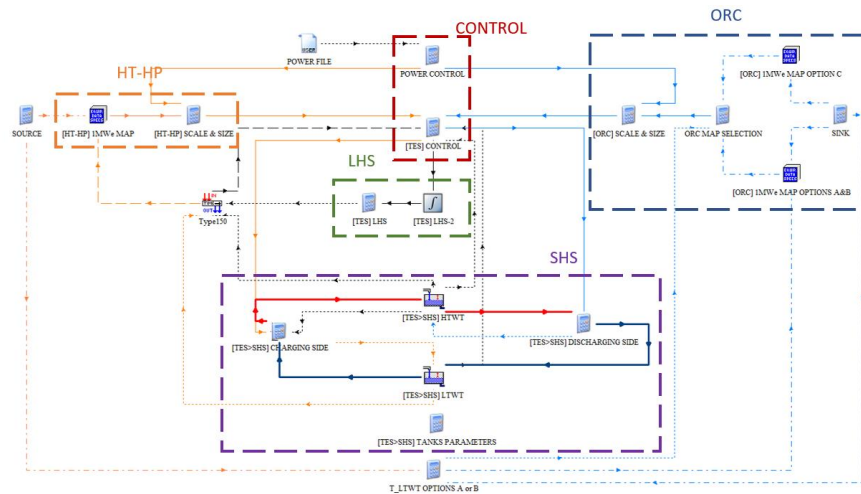 ORC
CONTROL
HT-HP
USER
POWER FILE
POWER CONTROL
[ORC] 1MWe MAP OPTION C
SOURCE
[HT-HP] 1MWe MAP
[HT-HP] SCALE & SIZE
[TES] CONTROL
[ORC] SCALE & SIZE
ORC MAP SELECTION
SINK
LHS
[ORC] 1MWe MAP OPTIONS A&B
OUT
Type150
[TES] LHS
[TES] LHS-2
SHS
[TES>SHS] HTWT
[TES>SHS] CHARGING SIDE
[TES>SHS] DISCHARGING SIDE
[TES>SHS] LTWT
[TES>SHS] TANKS PARAMETERS
T_LTWT OPTIONS A or B